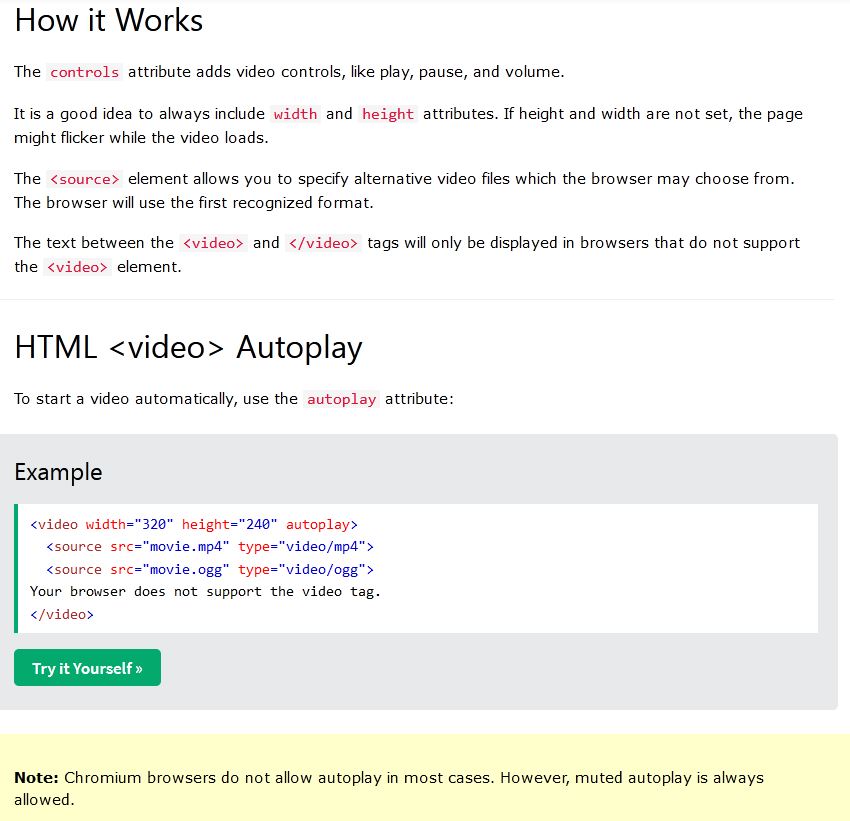 How it Works
The controls attribute adds video controls, like play, pause, and volume.
It is a good idea to always include width and height attributes. If height and width are not set, the page
might flicker while the video loads.
The <source> element allows you to specify alternative video files which the browser may choose from.
The browser will use the first recognized format.
The text between the <video> and </video> tags will only be displayed in browsers that do not support
the <video> element.
HTML <video> Autoplay
To start a video automatically, use the autoplay attribute:
Example
<video width="320" height="240" autoplay>
  <source src="movie.mp4" type="video/mp4">
  <source src="movie.ogg" type="video/ogg">
Your browser does not support the video tag.
</video>
Try it Yourself »
Note: Chromium browsers do not allow autoplay in most cases. However, muted autoplay is always
allowed.